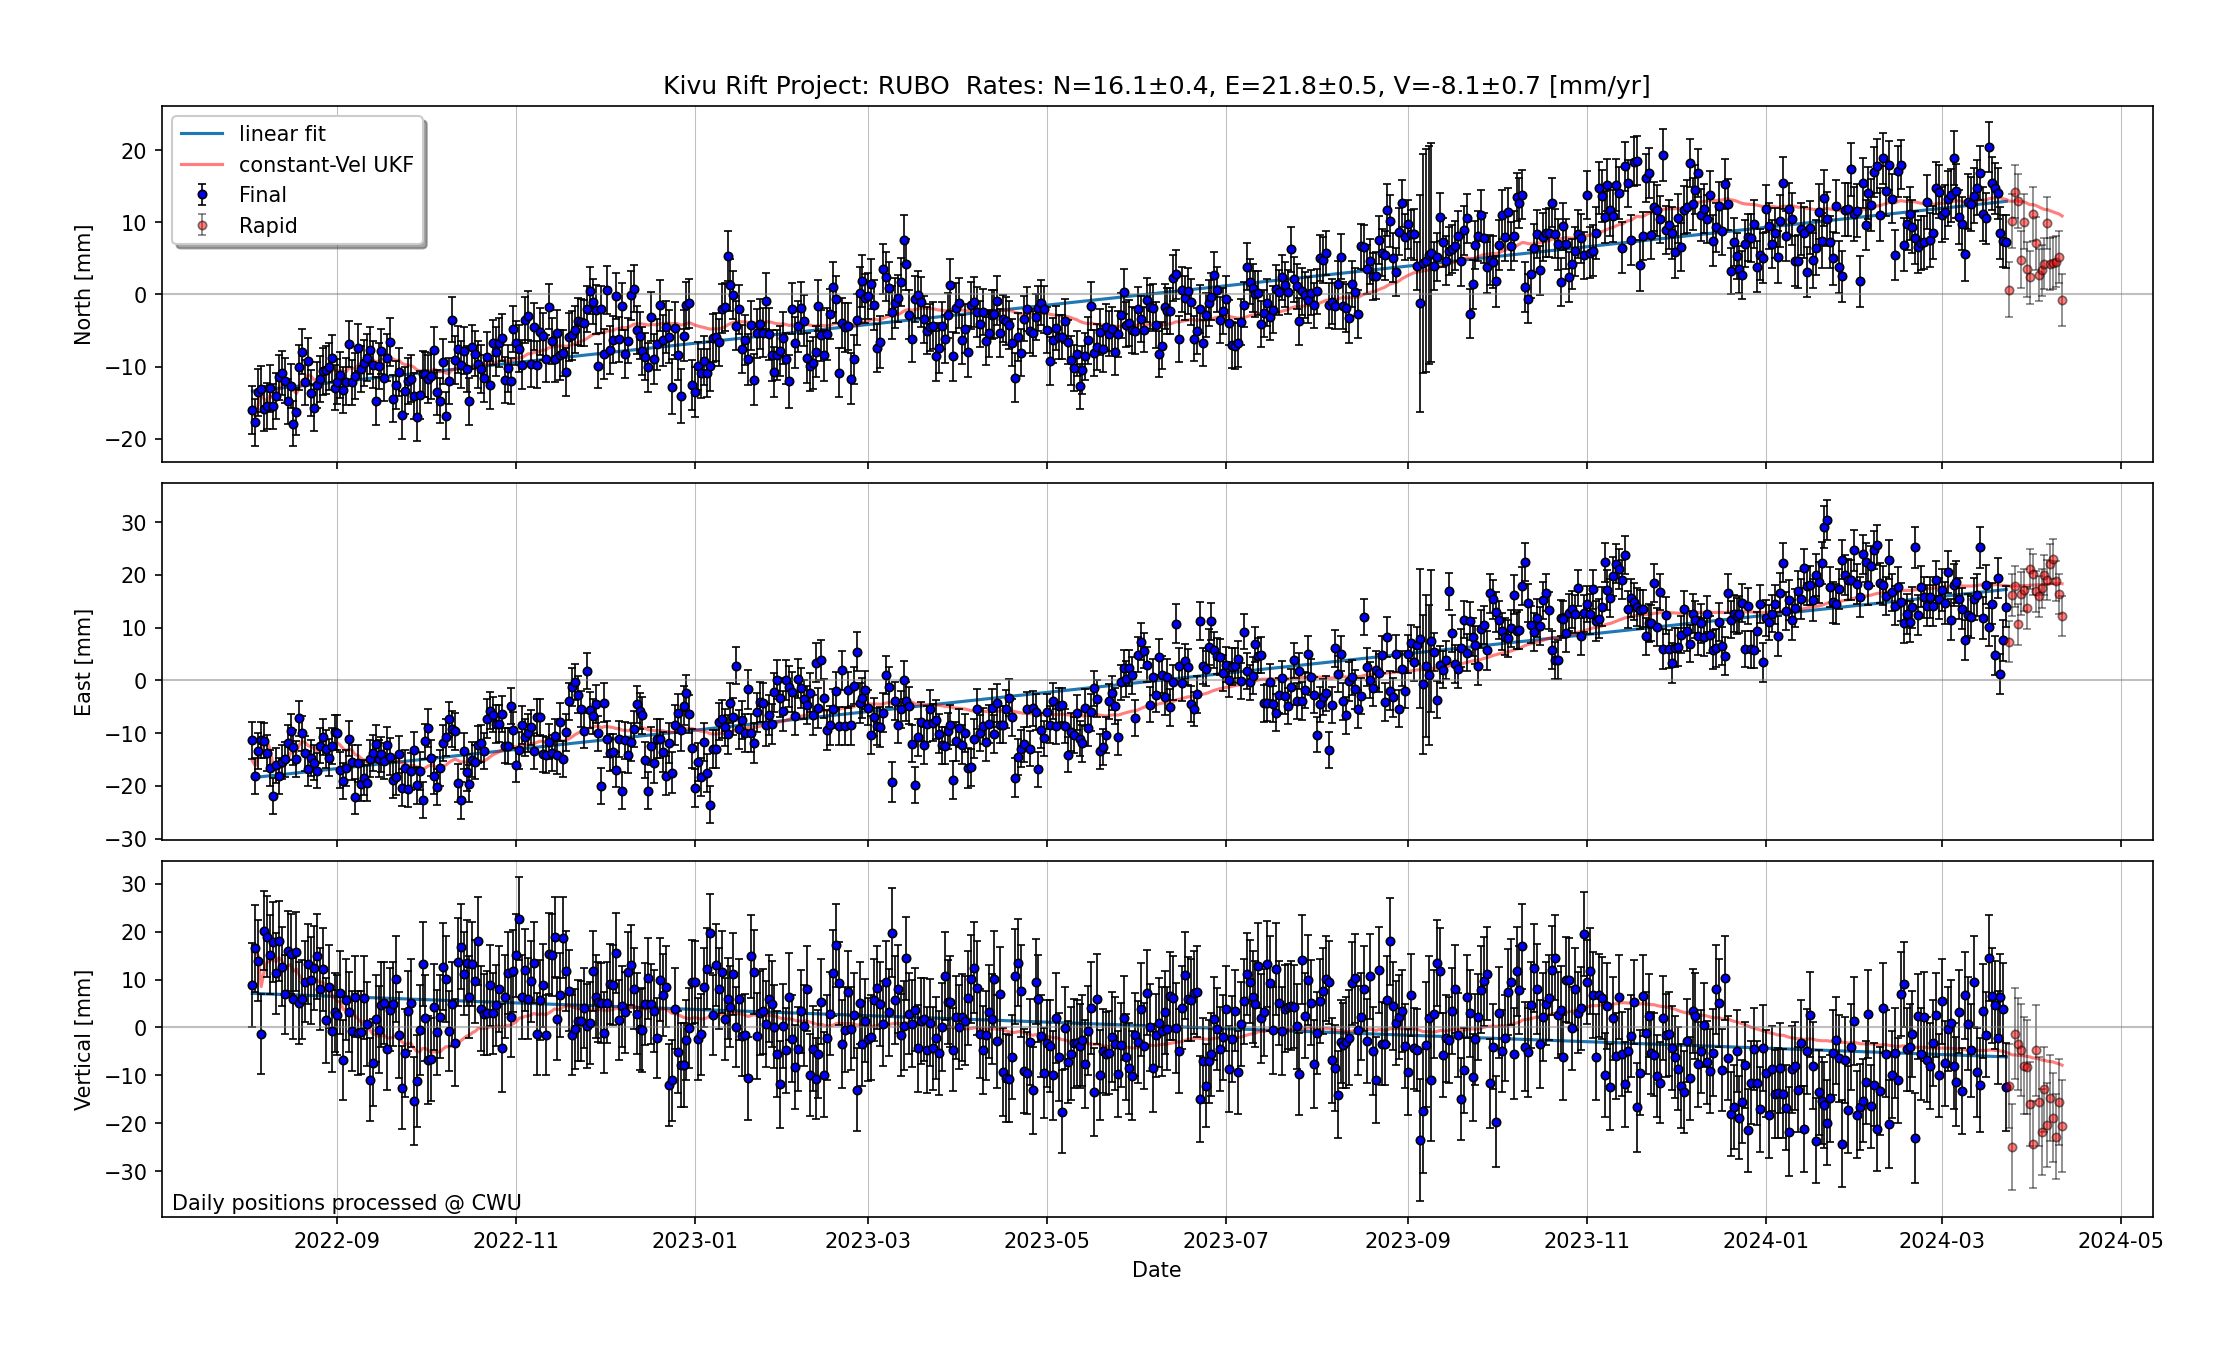 Kivu Rift Project: RUBO  Rates: N=16.1±0.4, E=21.8±0.5, V=-8.1±0.7 [mm/yr]
linear fit
constant-Vel UKF
Final
Rapid
North [mm]
20
10
0
−10
−20
East [mm]
30
20
10
0
−10
−20
−30
Vertical [mm]
30
20
10
0
−10
−20
−30
Daily positions processed @ CWU
2022-09 2022-11 2023-01 2023-03 2023-05 2023-07 2023-09 2023-11 2024-01 2024-03 2024-05
Date